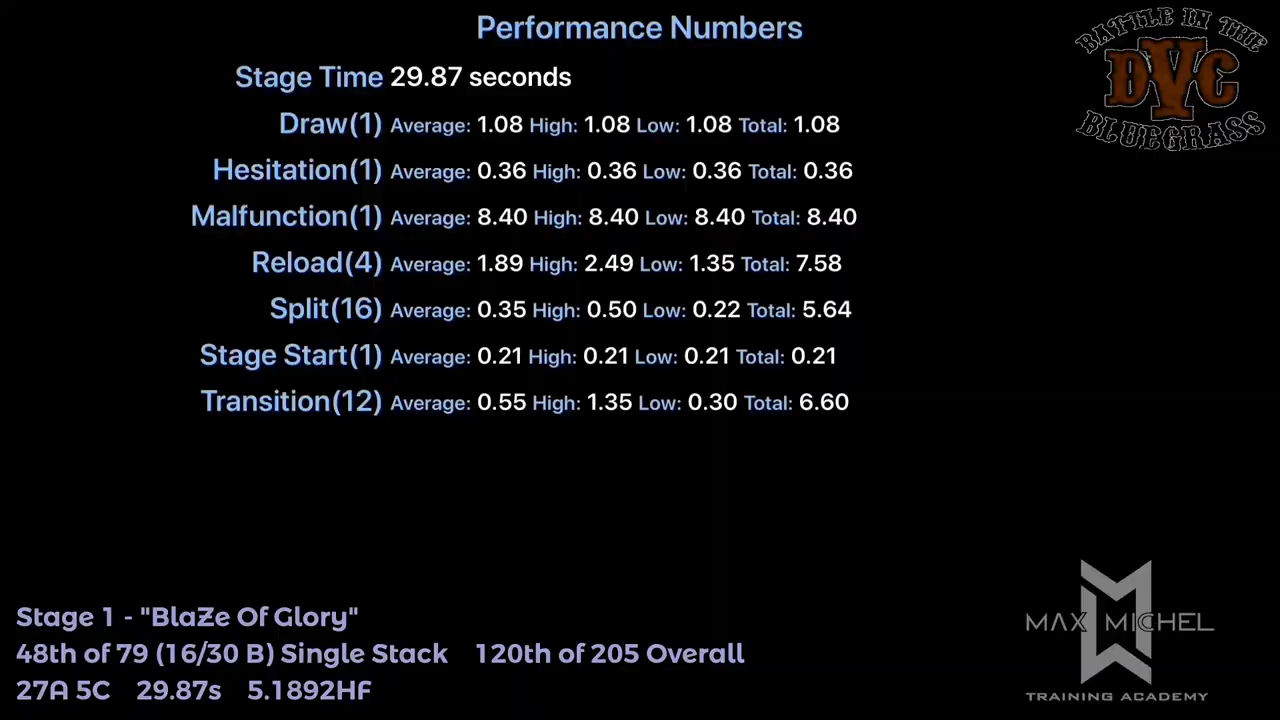 Performance Numbers
BATTLE IN THE
DVC
BLUEGRASS
Stage Time 29.87 seconds
Draw(1) Average: 1.08 High: 1.08 Low: 1.08 Total: 1.08
Hesitation(1) Average: 0.36 High: 0.36 Low: 0.36 Total: 0.36
Malfunction(1) Average: 8.40 High: 8.40 Low: 8.40 Total: 8.40
Reload(4) Average: 1.89 High: 2.49 Low: 1.35 Total: 7.58
Split(16) Average: 0.35 High: 0.50 Low: 0.22 Total: 5.64
Stage Start(1) Average: 0.21 High: 0.21 Low: 0.21 Total: 0.21
Transition(12) Average: 0.55 High: 1.35 Low: 0.30 Total: 6.60
Stage 1 - "BlaƵe Of Glory"
48th of 79 (16/30 B) Single Stack 120th of 205 Overall
27A 5C 29.87s 5.1892HF
MAX MICHEL
TRAINING ACADEMY